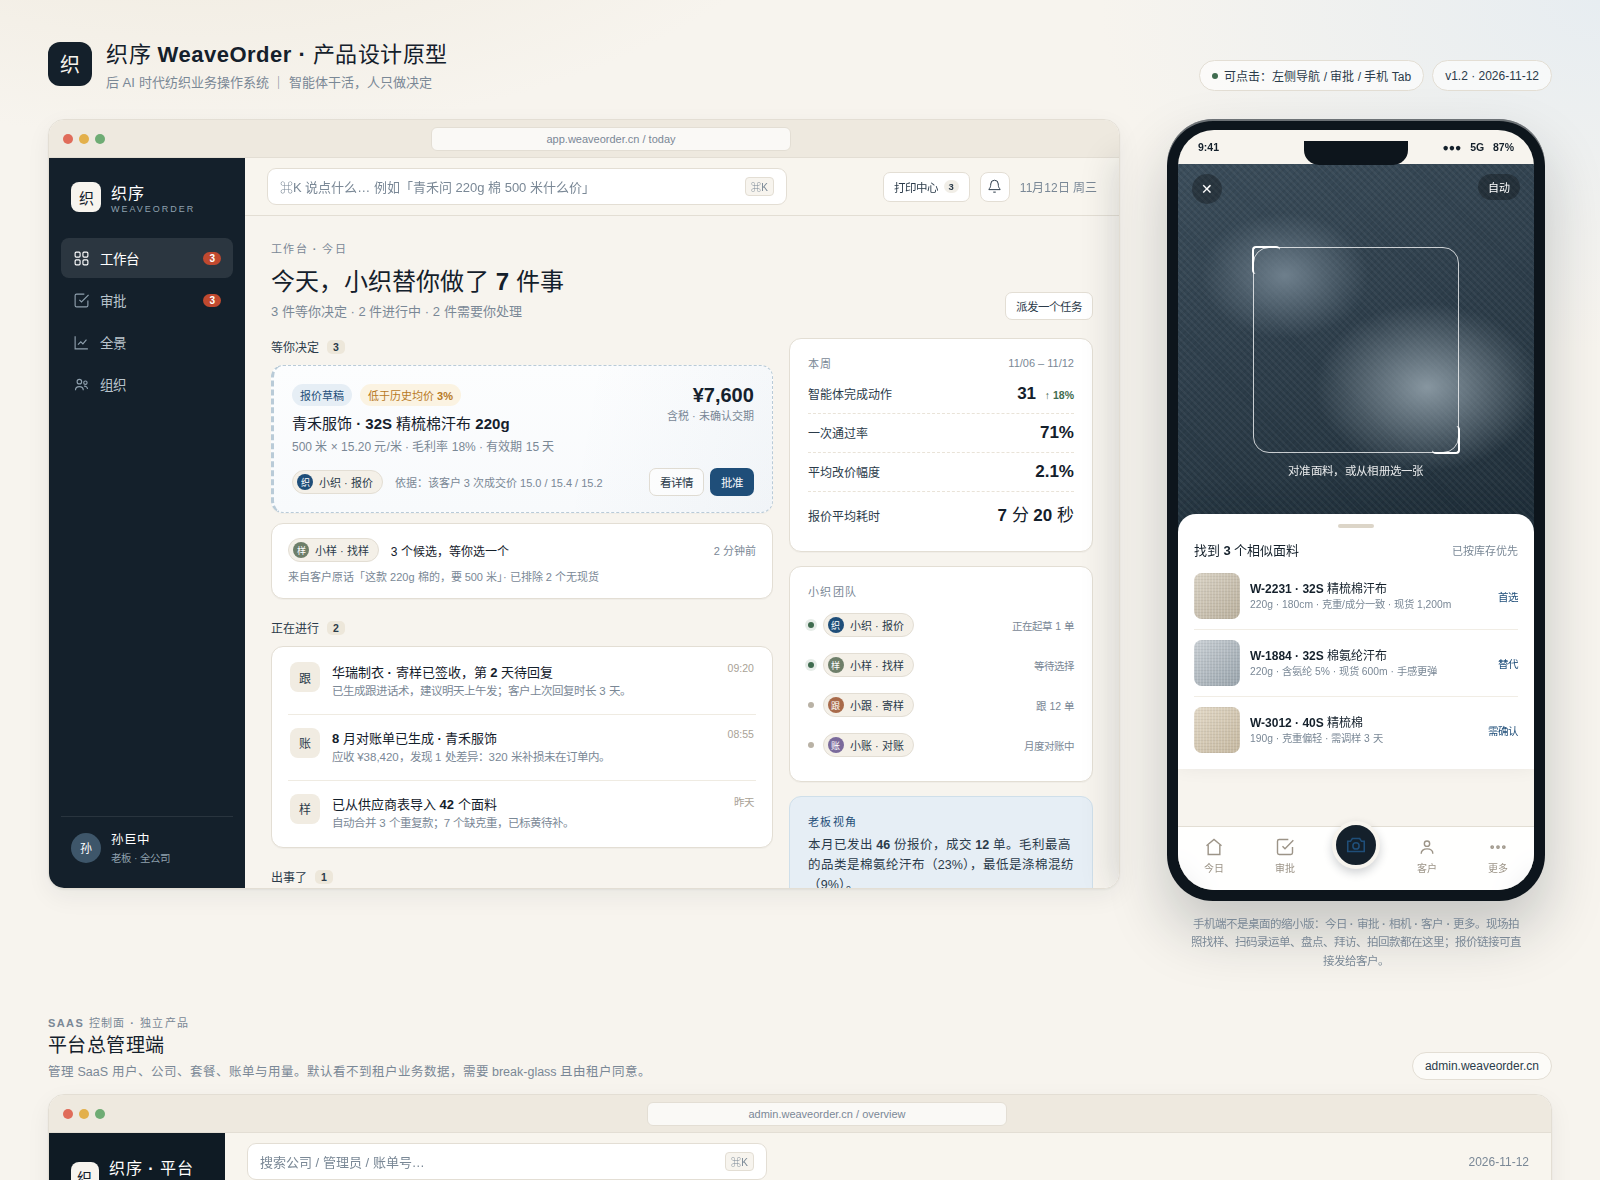 织
织序 WeaveOrder · 产品设计原型
后 AI 时代纺织业务操作系统 ｜ 智能体干活，人只做决定
可点击：左侧导航 / 审批 / 手机 Tab
v1.2 · 2026-11-12
app.weaveorder.cn / today
织
织序
WEAVEORDER
工作台 3
审批 3
全景
组织
孙
孙巨中
老板 · 全公司
⌘K 说点什么… 例如「青禾问 220g 棉 500 米什么价」
⌘K
打印中心 3
11月12日 周三
工作台 · 今日
今天，小织替你做了 7 件事
3 件等你决定 · 2 件进行中 · 2 件需要你处理
派发一个任务
等你决定 3
报价草稿
低于历史均价 3%
¥7,600
含税 · 未确认交期
青禾服饰 · 32S 精梳棉汗布 220g
500 米 × 15.20 元/米 · 毛利率 18% · 有效期 15 天
织 小织 · 报价
依据：该客户 3 次成交价 15.0 / 15.4 / 15.2
看详情
批准
样 小样 · 找样
3 个候选，等你选一个
2 分钟前
来自客户原话「这款 220g 棉的，要 500 米」· 已排除 2 个无现货
正在进行 2
跟
华瑞制衣 · 寄样已签收，第 2 天待回复
09:20
已生成跟进话术，建议明天上午发；客户上次回复时长 3 天。
账
8 月对账单已生成 · 青禾服饰
08:55
应收 ¥38,420，发现 1 处差异：320 米补损未在订单内。
样
已从供应商表导入 42 个面料
昨天
自动合并 3 个重复款；7 个缺克重，已标黄待补。
出事了 1
本周
11/06 – 11/12
智能体完成动作
31 ↑ 18%
一次通过率
71%
平均改价幅度
2.1%
报价平均耗时
7 分 20 秒
小织团队
织 小织 · 报价
正在起草 1 单
样 小样 · 找样
等待选择
跟 小跟 · 寄样
跟 12 单
账 小账 · 对账
月度对账中
老板视角
本月已发出 46 份报价，成交 12 单。毛利最高
的品类是棉氨纶汗布（23%），最低是涤棉混纺
（9%）。
9:41
5G 87%
✕
自动
对准面料，或从相册选一张
找到 3 个相似面料
已按库存优先
W-2231 · 32S 精梳棉汗布
220g · 180cm · 克重/成分一致 · 现货 1,200m
首选
W-1884 · 32S 棉氨纶汗布
220g · 含氨纶 5% · 现货 600m · 手感更弹
替代
W-3012 · 40S 精梳棉
190g · 克重偏轻 · 需调样 3 天
需确认
今日
审批
客户
更多
手机端不是桌面的缩小版：今日 · 审批 · 相机 · 客户 · 更多。现场拍
照找样、扫码录运单、盘点、拜访、拍回款都在这里；报价链接可直
接发给客户。
SAAS 控制面 · 独立产品
平台总管理端
管理 SaaS 用户、公司、套餐、账单与用量。默认看不到租户业务数据，需要 break-glass 且由租户同意。
admin.weaveorder.cn
admin.weaveorder.cn / overview
织
织序 · 平台
搜索公司 / 管理员 / 账单号…
⌘K
2026-11-12